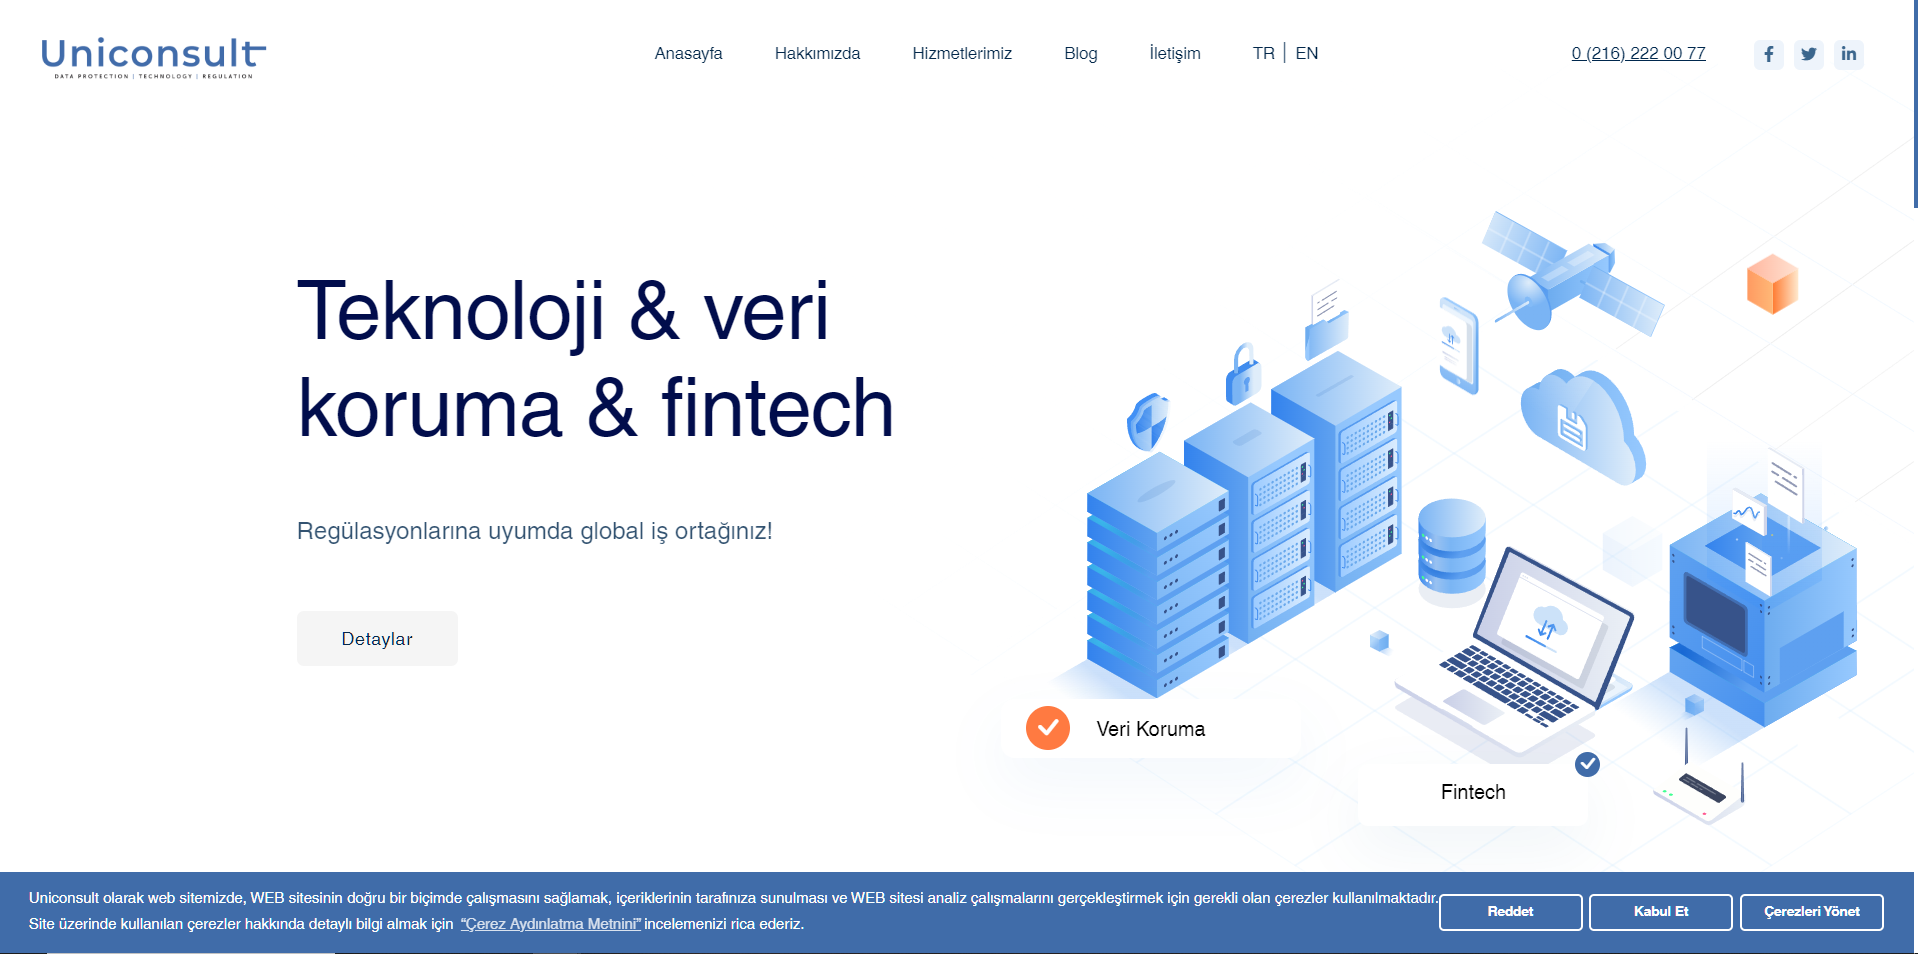 Uniconsult
DATA PROTECTION | TECHNOLOGY | REGULATION
Anasayfa
Hakkımızda
Hizmetlerimiz
Blog
İletişim
TR | EN
0 (216) 222 00 77
Teknoloji & veri
koruma & fintech
Regülasyonlarına uyumda global iş ortağınız!
Detaylar
Veri Koruma
Fintech
Uniconsult olarak web sitemizde, WEB sitesinin doğru bir biçimde çalışmasını sağlamak, içeriklerinin tarafınıza sunulması ve WEB sitesi analiz çalışmalarını gerçekleştirmek için gerekli olan çerezler kullanılmaktadır.
Site üzerinde kullanılan çerezler hakkında detaylı bilgi almak için “Çerez Aydınlatma Metnini” incelemenizi rica ederiz.
Reddet
Kabul Et
Çerezleri Yönet